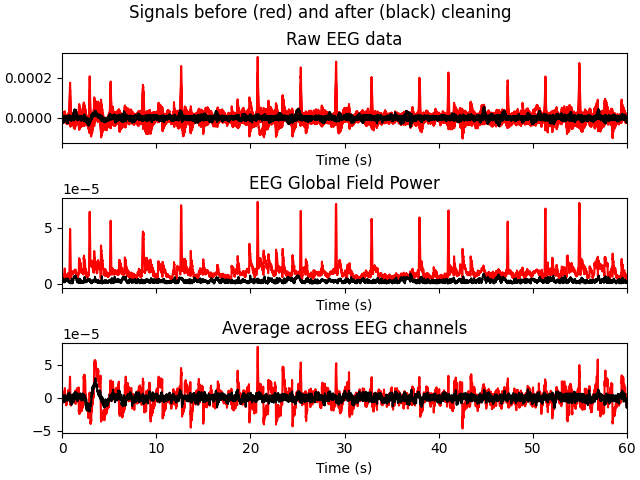 Signals before (red) and after (black) cleaning
Raw EEG data
0.0002
0.0000
Time (s)
EEG Global Field Power
1e−5
5
0
Time (s)
Average across EEG channels
1e−5
5
0
−5
0 10 20 30 40 50 60
Time (s)